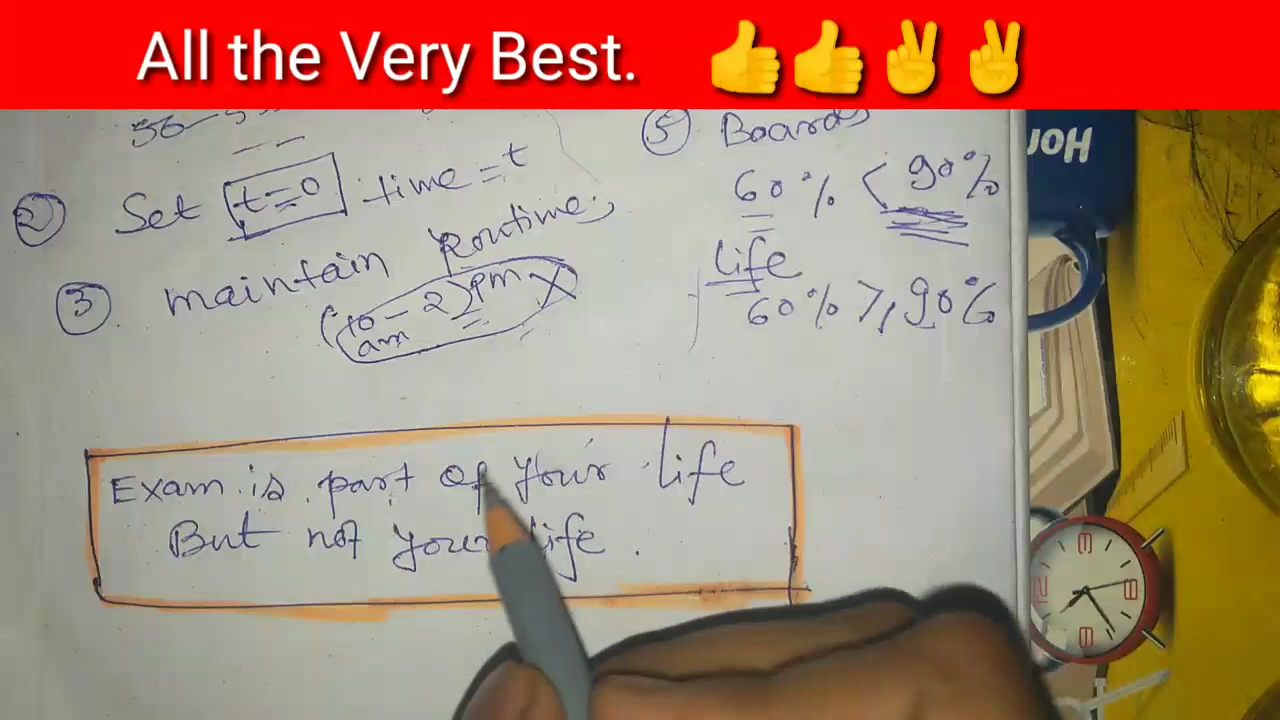 All the Very Best. 👍👍✌️✌️
② Set t=0 time=t
③ maintain Routine,
(10 - 2) pm X
am
⑤ Boards
60% < 90%
life
60% ⩾ 90%
Exam is part of your life
But not your life.
Hor